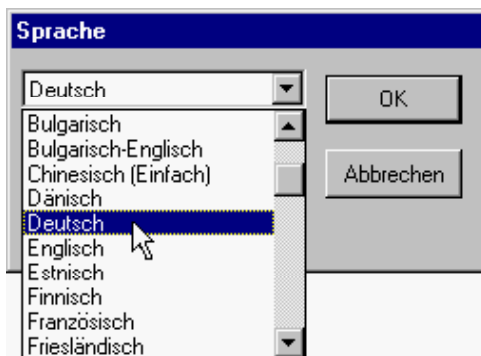 Sprache
Deutsch
OK
Bulgarisch
Bulgarisch-Englisch
Chinesisch (Einfach)
Abbrechen
Dänisch
Deutsch
Englisch
Estnisch
Finnisch
Französisch
Friesländisch